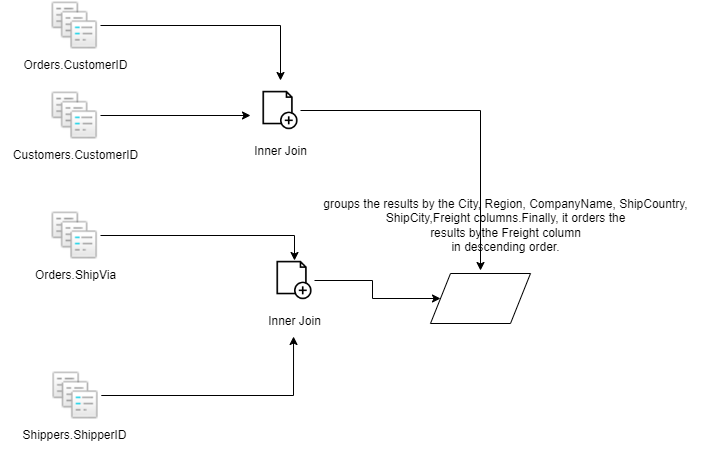 Orders.CustomerID
Customers.CustomerID
Inner Join
groups the results by the City, Region, CompanyName, ShipCountry,
ShipCity,Freight columns.Finally, it orders the
results bythe Freight column
in descending order.
Orders.ShipVia
Inner Join
Shippers.ShipperID